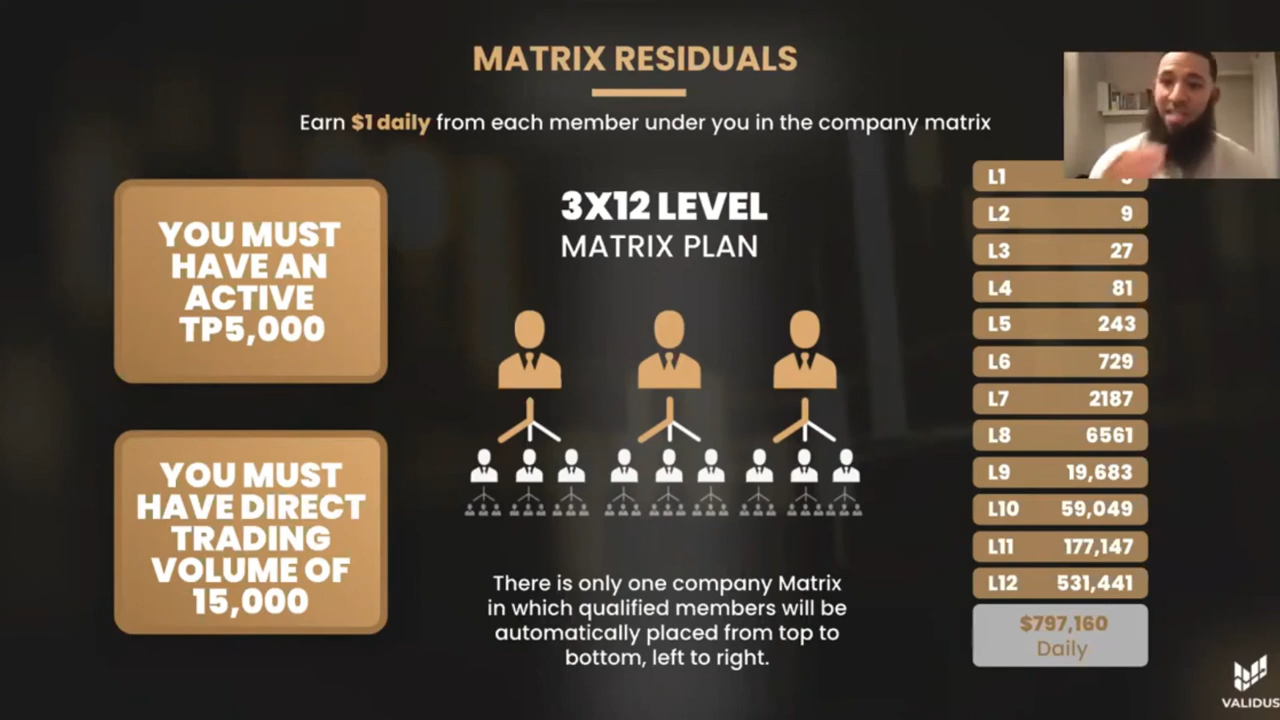 MATRIX RESIDUALS
Earn $1 daily from each member under you in the company matrix
YOU MUST
HAVE AN
ACTIVE
TP5,000
YOU MUST
HAVE DIRECT
TRADING
VOLUME OF
15,000
3X12 LEVEL
MATRIX PLAN
There is only one company Matrix
in which qualified members will be
automatically placed from top to
bottom, left to right.
L1
L2 9
L3 27
L4 81
L5 243
L6 729
L7 2187
L8 6561
L9 19,683
L10 59,049
L11 177,147
L12 531,441
$797,160
Daily
VALIDUS